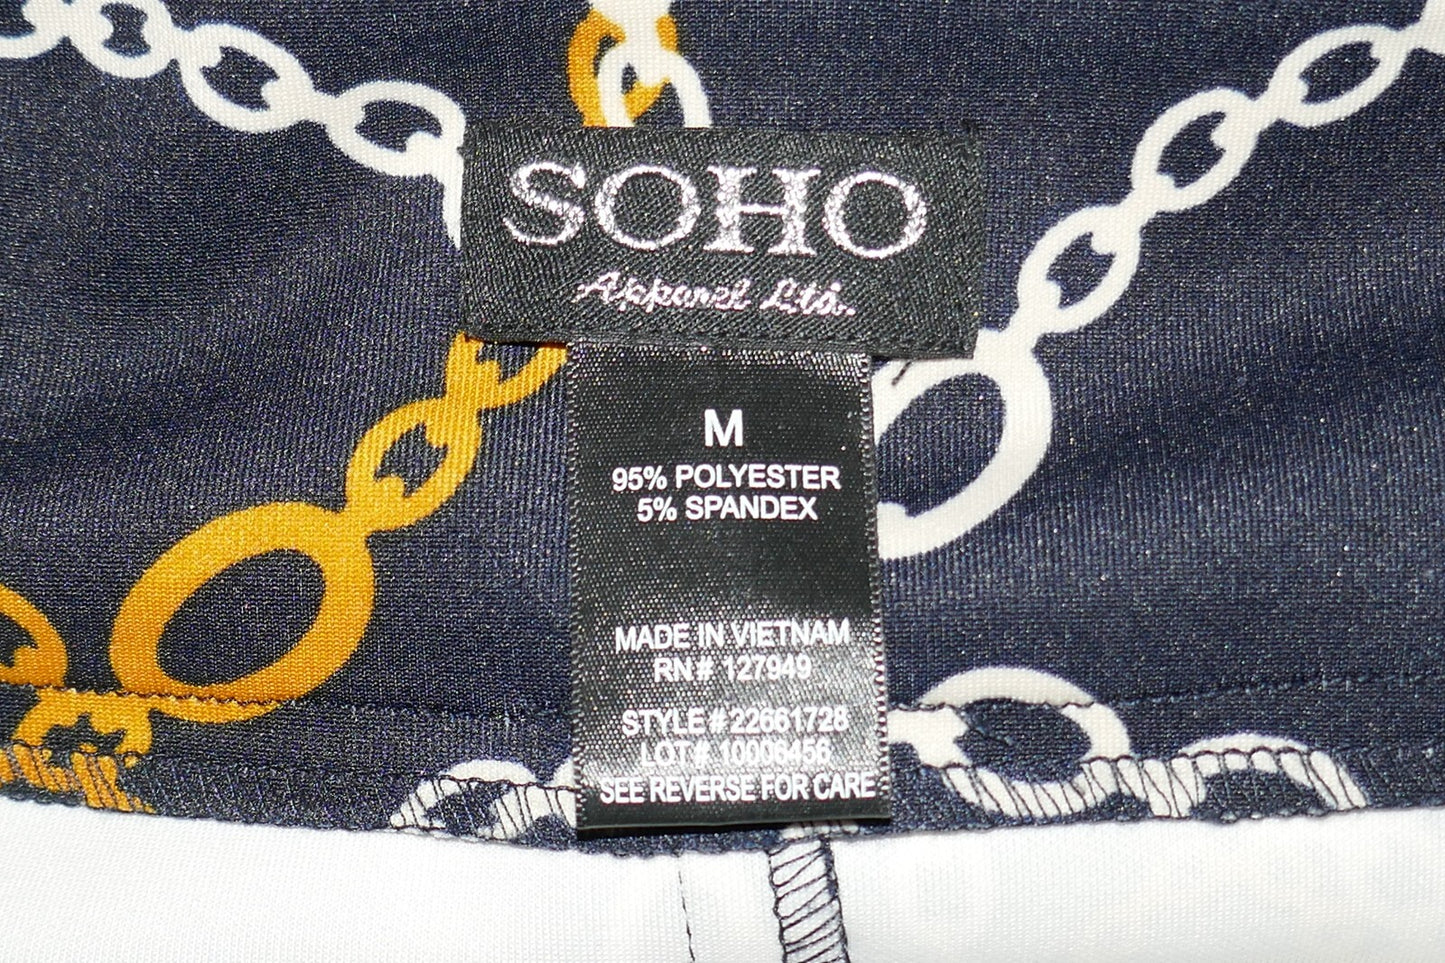 SOHO
Apparel Ltd.
M
95% POLYESTER
5% SPANDEX
MADE IN VIETNAM
RN# 127949
STYLE # 22661728
LOT# 10006456
SEE REVERSE FOR CARE